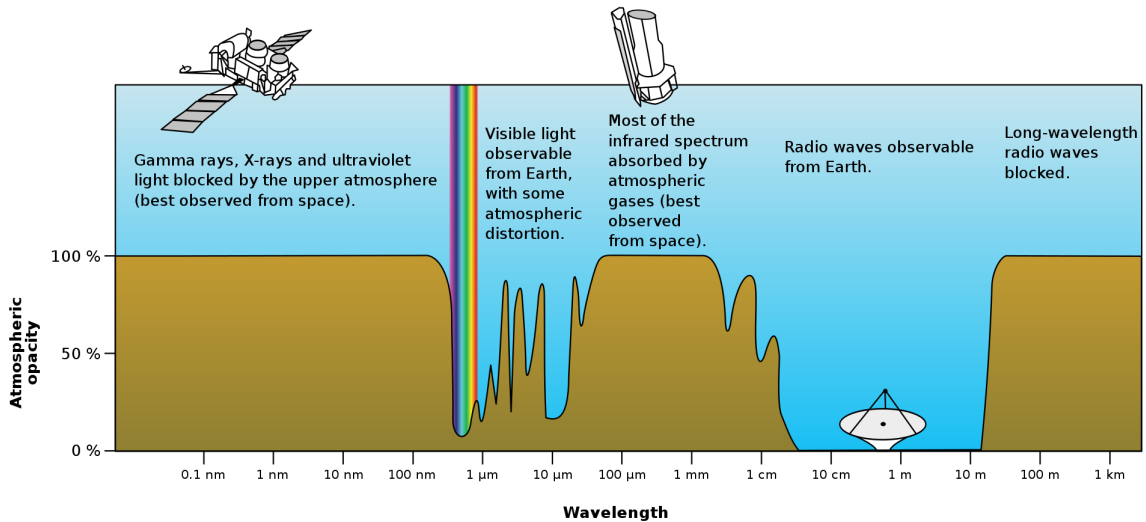 Gamma rays, X-rays and ultraviolet
light blocked by the upper atmosphere
(best observed from space).
Visible light
observable
from Earth,
with some
atmospheric
distortion.
Most of the
infrared spectrum
absorbed by
atmospheric
gases (best
observed
from space).
Radio waves observable
from Earth.
Long-wavelength
radio waves
blocked.
Atmospheric
opacity
100 %
50 %
0 %
0.1 nm 1 nm 10 nm 100 nm 1 μm 10 μm 100 μm 1 mm 1 cm 10 cm 1 m 10 m 100 m 1 km
Wavelength